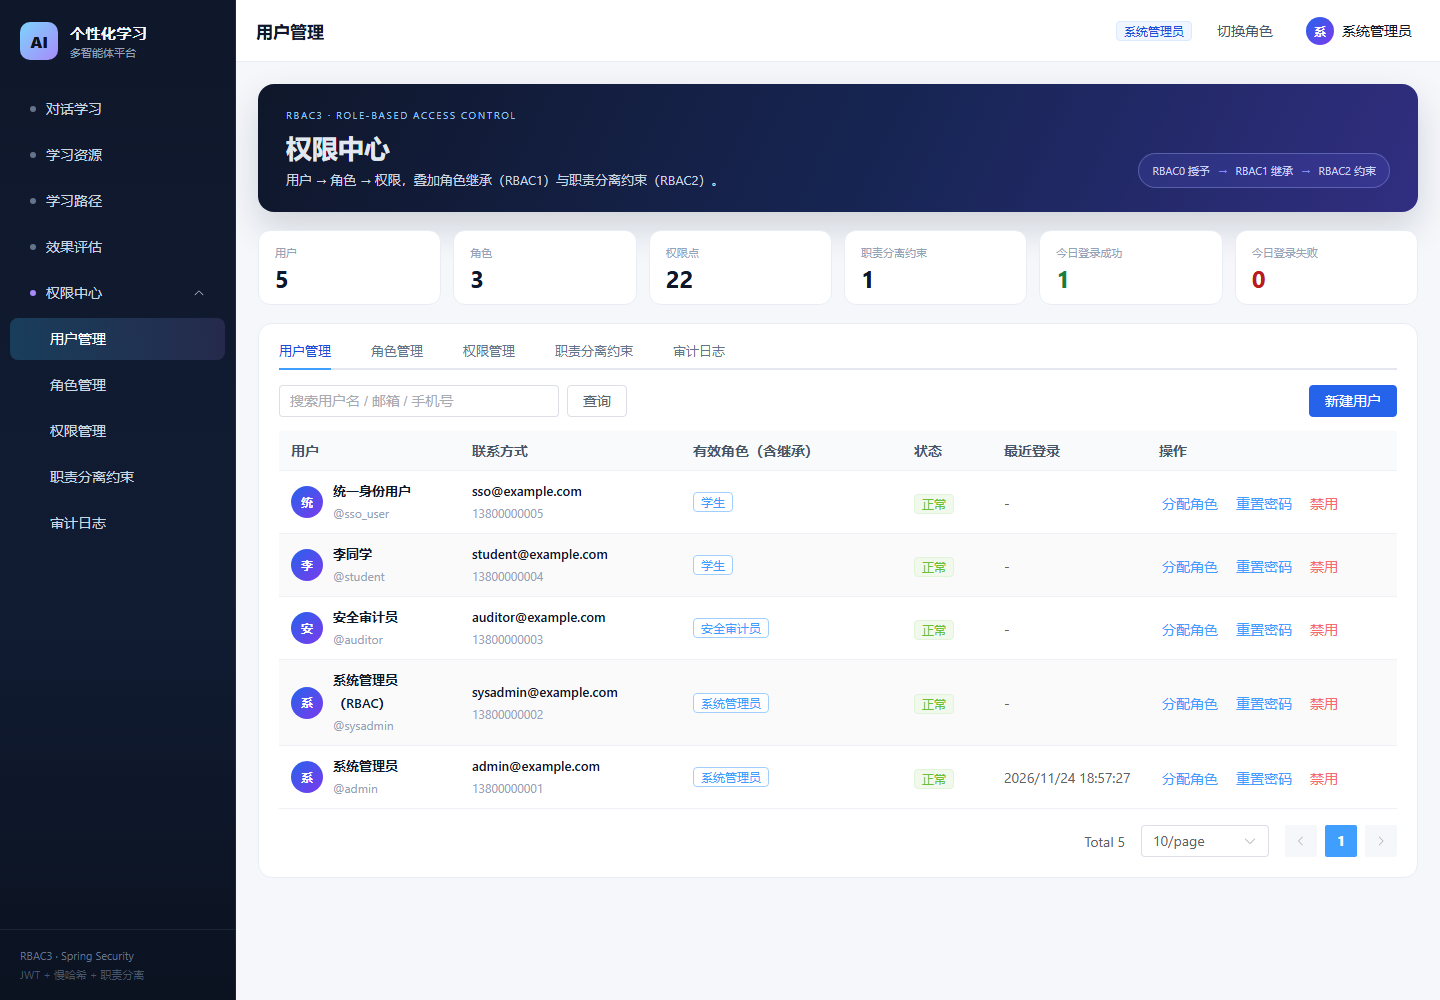 AI
个性化学习
多智能体平台
对话学习
学习资源
学习路径
效果评估
权限中心
用户管理
角色管理
权限管理
职责分离约束
审计日志
RBAC3 · Spring Security
JWT + 慢哈希 + 职责分离
用户管理
系统管理员
切换角色
系
系统管理员
RBAC3 · ROLE-BASED ACCESS CONTROL
权限中心
用户 → 角色 → 权限，叠加角色继承（RBAC1）与职责分离约束（RBAC2）。
RBAC0 授予 → RBAC1 继承 → RBAC2 约束
用户
5
角色
3
权限点
22
职责分离约束
1
今日登录成功
1
今日登录失败
0
用户管理 角色管理 权限管理 职责分离约束 审计日志
搜索用户名 / 邮箱 / 手机号
查询
新建用户
用户 联系方式 有效角色（含继承） 状态 最近登录 操作
统 统一身份用户 sso@example.com 学生 正常 - 分配角色 重置密码 禁用
@sso_user 13800000005
李 李同学 student@example.com 学生 正常 - 分配角色 重置密码 禁用
@student 13800000004
安 安全审计员 auditor@example.com 安全审计员 正常 - 分配角色 重置密码 禁用
@auditor 13800000003
系 系统管理员
（RBAC） sysadmin@example.com 系统管理员 正常 - 分配角色 重置密码 禁用
@sysadmin 13800000002
系 系统管理员 admin@example.com 系统管理员 正常 2026/11/24 18:57:27 分配角色 重置密码 禁用
@admin 13800000001
Total 5 10/page 1